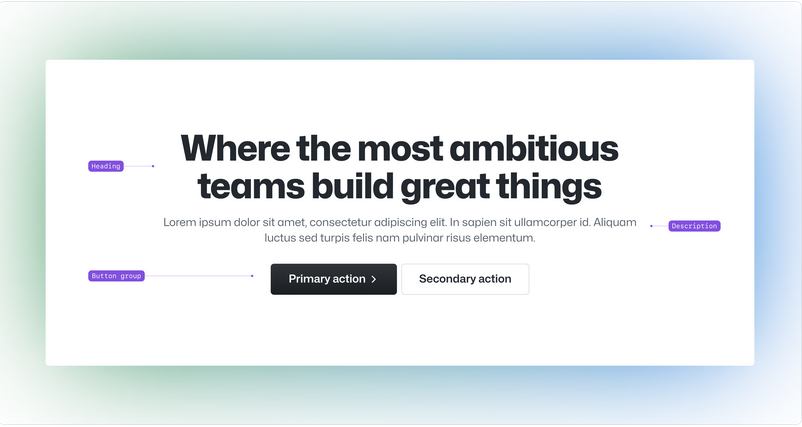 Where the most ambitious
Heading
teams build great things
Lorem ipsum dolor sit amet, consectetur adipiscing elit. In sapien sit ullamcorper id. Aliquam
Description
luctus sed turpis felis nam pulvinar risus elementum.
Button group
Primary action
Secondary action